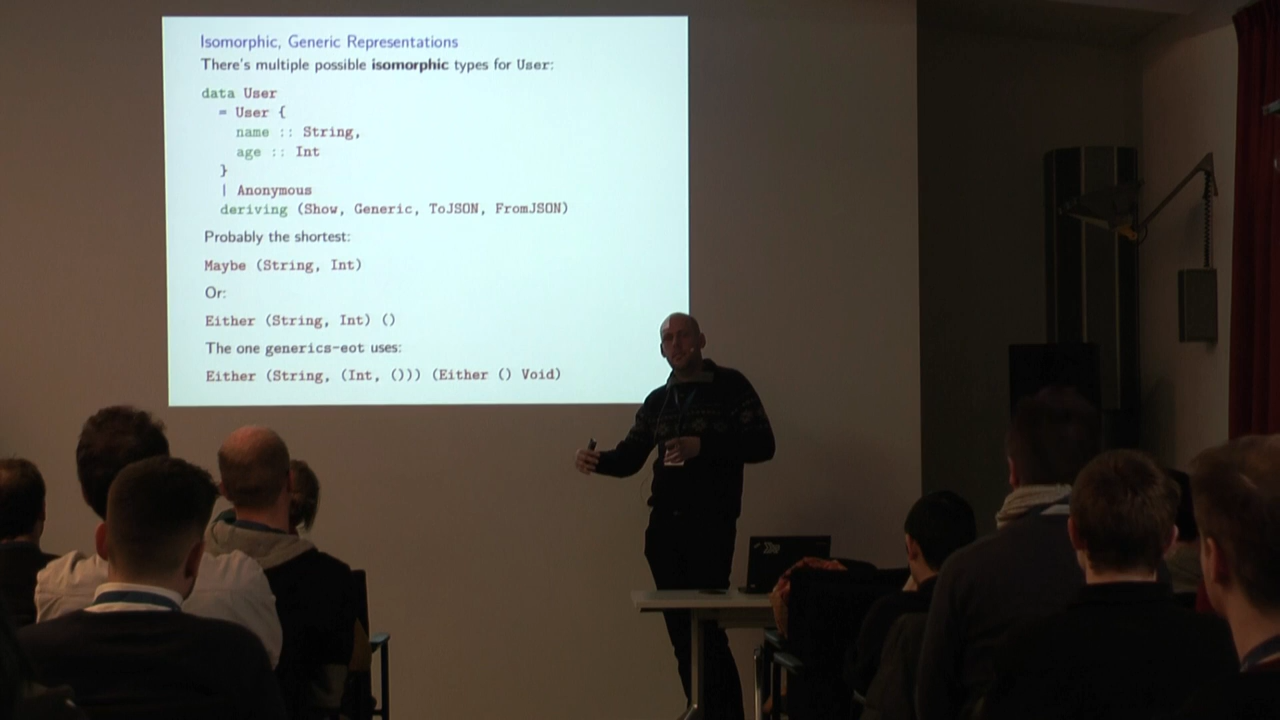 Isomorphic, Generic Representations
There's multiple possible isomorphic types for User:
data User
= User {
name :: String,
age :: Int
}
| Anonymous
deriving (Show, Generic, ToJSON, FromJSON)
Probably the shortest:
Maybe (String, Int)
Or:
Either (String, Int) ()
The one generics-eot uses:
Either (String, (Int, ())) (Either () Void)